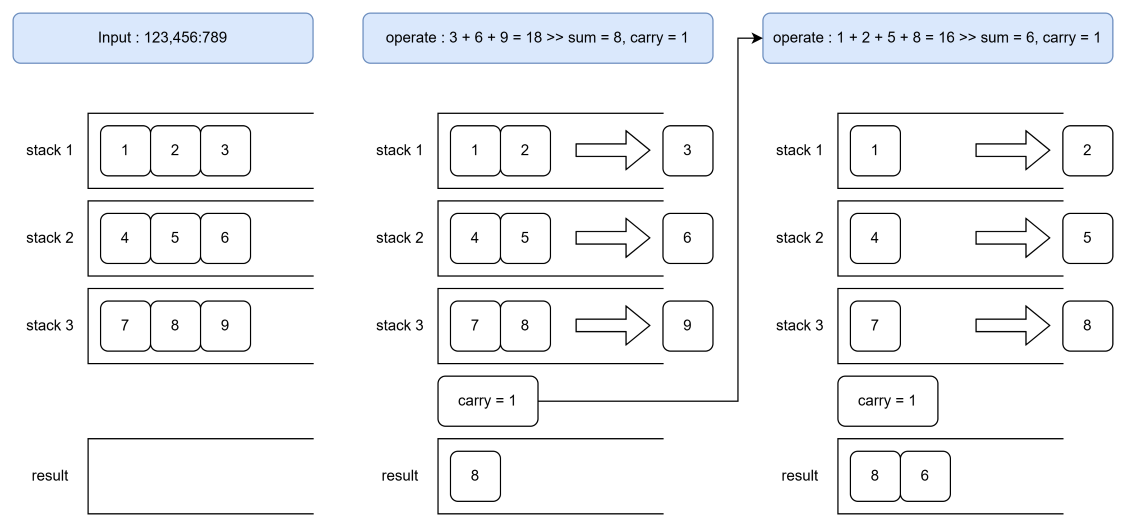 Input : 123,456:789
operate : 3 + 6 + 9 = 18 >> sum = 8, carry = 1
operate : 1 + 2 + 5 + 8 = 16 >> sum = 6, carry = 1
stack 1
1
2
3
stack 2
4
5
6
stack 3
7
8
9
result
stack 1
1
2
3
stack 2
4
5
6
stack 3
7
8
9
carry = 1
result
8
stack 1
1
2
stack 2
4
5
stack 3
7
8
carry = 1
result
8
6